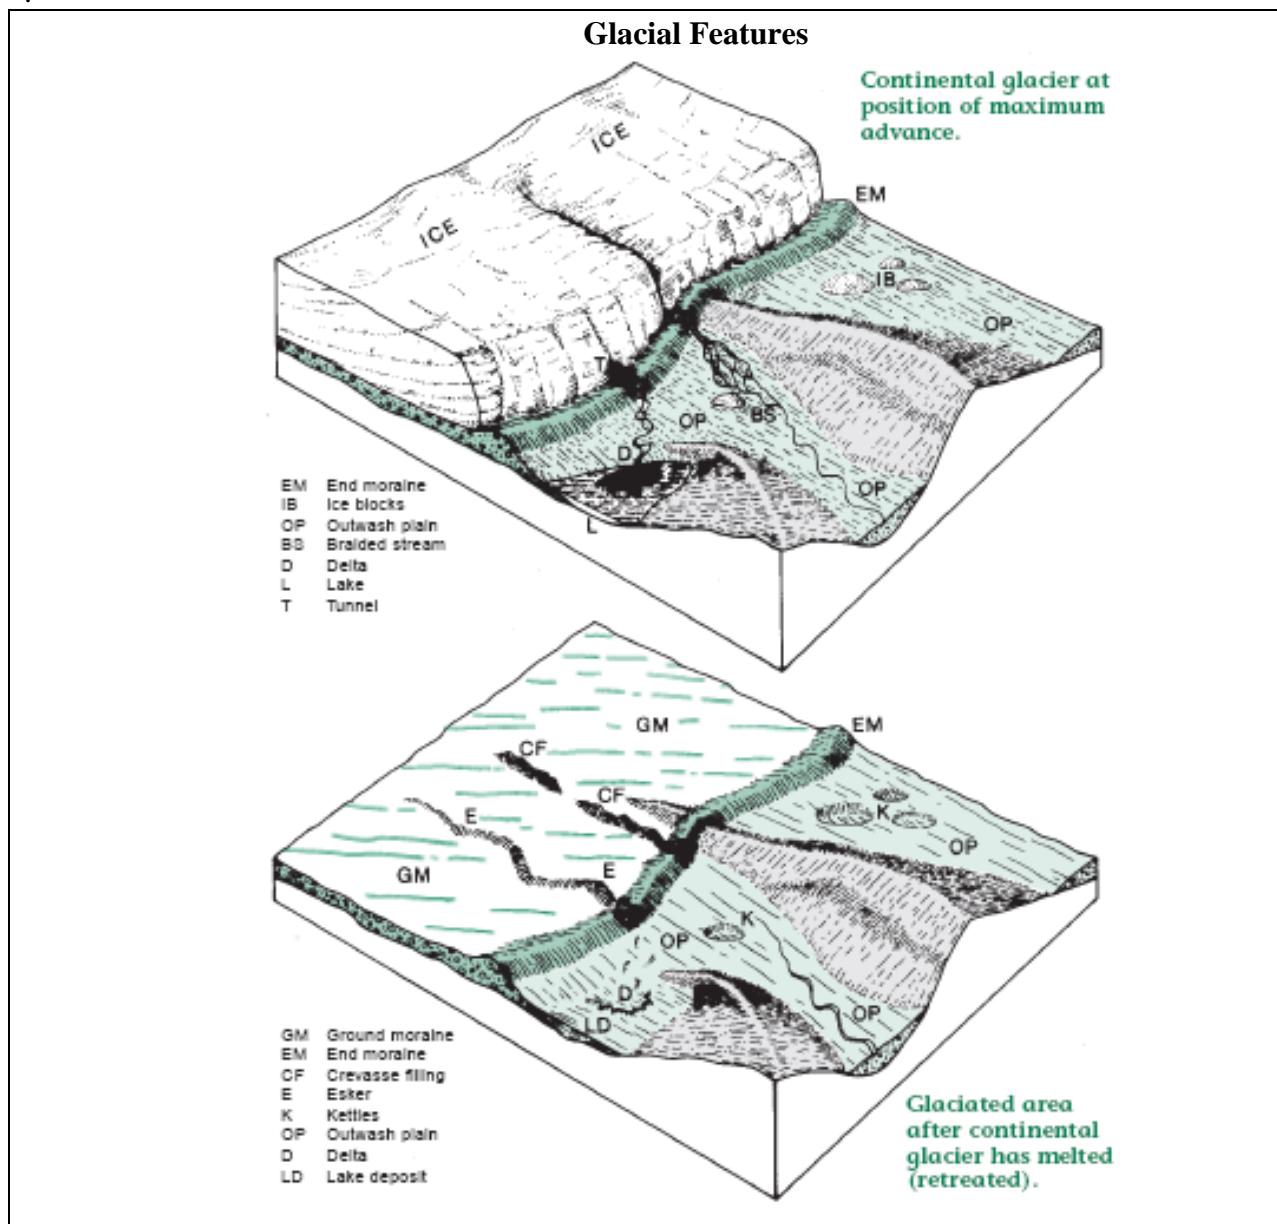 Glacial Features
Continental glacier at
position of maximum
advance.
ICE
ICE
EM
IB
OP
T
OP
BS
D
OP
L
EM End moraine
IB Ice blocks
OP Outwash plain
BS Braided stream
D Delta
L Lake
T Tunnel
GM
EM
CF
CF
K
E
OP
GM
E
K
OP
D
OP
LD
GM Ground moraine
EM End moraine
CF Crevasse filling
E Esker
K Kettles
OP Outwash plain
D Delta
LD Lake deposit
Glaciated area
after continental
glacier has melted
(retreated).